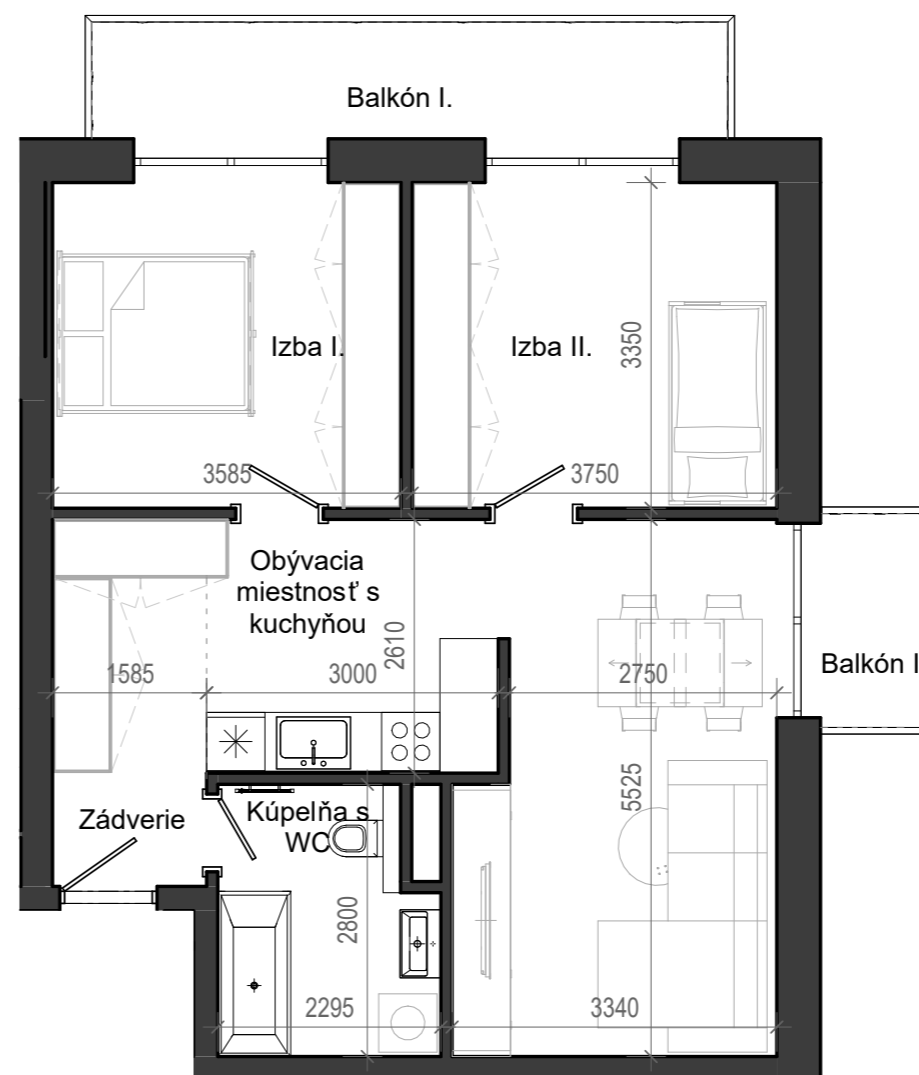 Balkón I.
Izba I.
Izba II.
3350
3585
3750
Obývacia
miestnosť s
kuchyňou
2610
1585
3000
2750
Balkón I
5525
Zádverie
Kúpelňa s
WC
2800
2295
3340